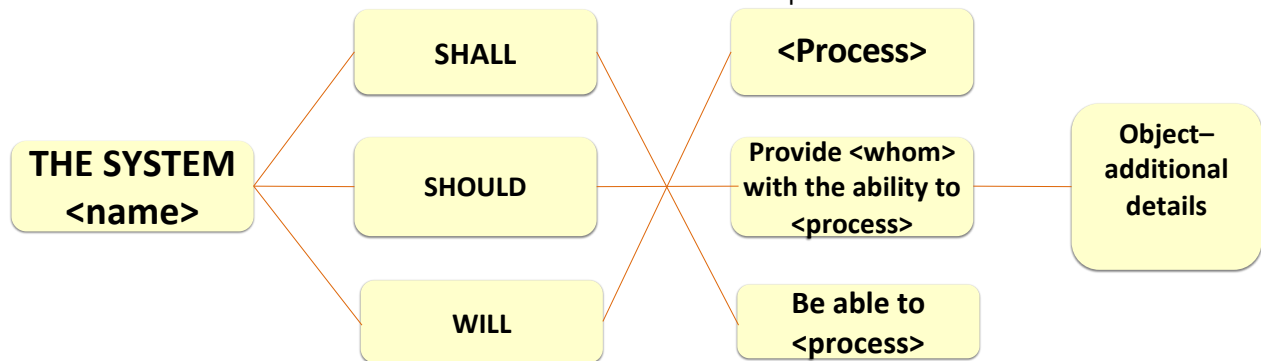 SHALL
<Process>
THE SYSTEM
<name>
SHOULD
Provide <whom>
with the ability to
<process>
Object–
additional
details
WILL
Be able to
<process>